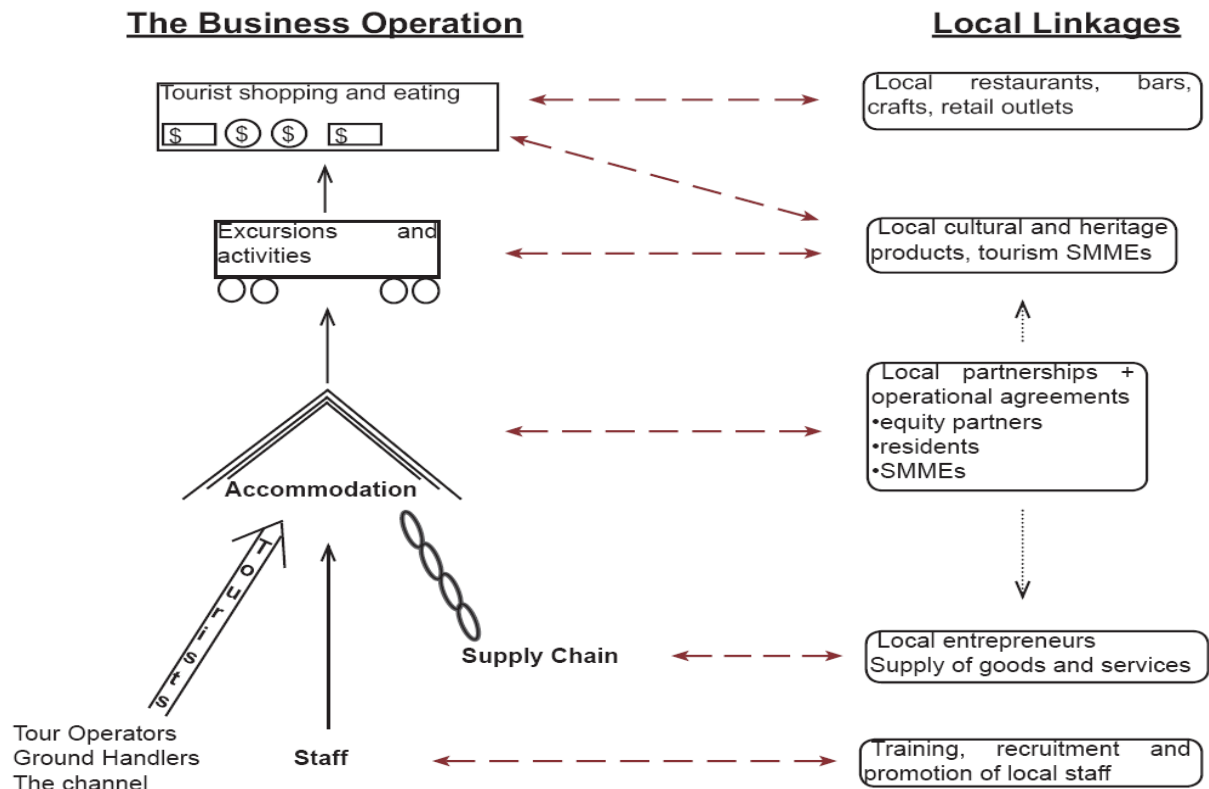 The Business Operation
Local Linkages
Tourist shopping and eating
$ $ $ $
Local restaurants, bars,
crafts, retail outlets
Excursions and
activities
Local cultural and heritage
products, tourism SMMEs
Local partnerships +
operational agreements
•equity partners
•residents
•SMMEs
Accommodation
Tourists
Supply Chain
Local entrepreneurs
Supply of goods and services
Tour Operators
Ground Handlers
The channel
Staff
Training, recruitment and
promotion of local staff